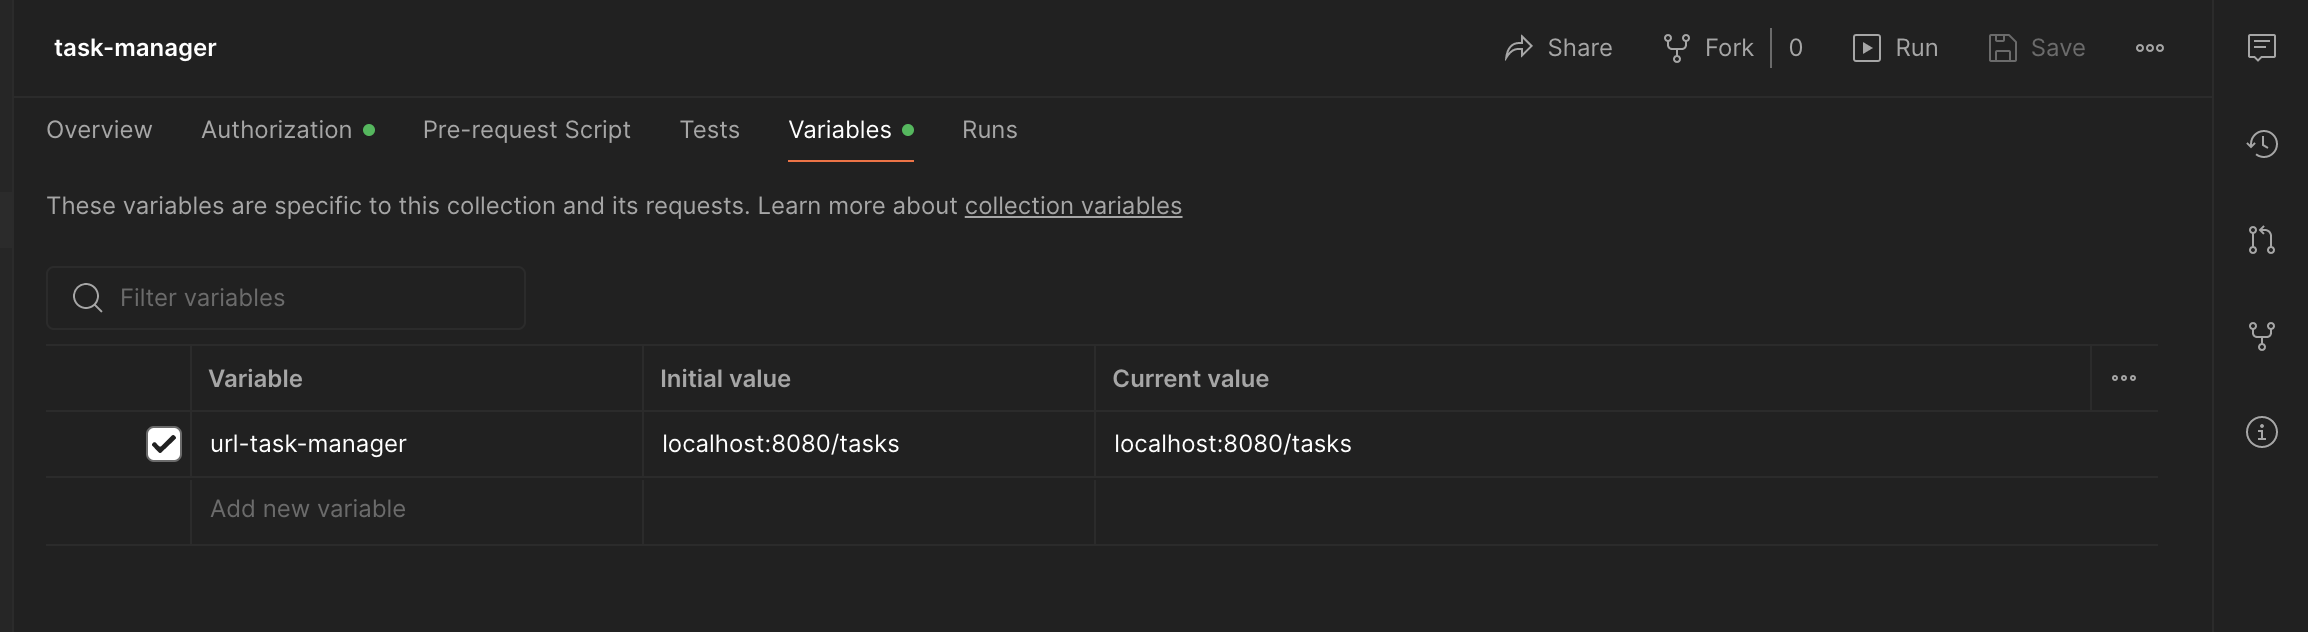 task-manager
Share Fork 0 Run Save
Overview Authorization Pre-request Script Tests Variables Runs
These variables are specific to this collection and its requests. Learn more about collection variables
Filter variables
Variable Initial value Current value
url-task-manager localhost:8080/tasks localhost:8080/tasks
Add new variable